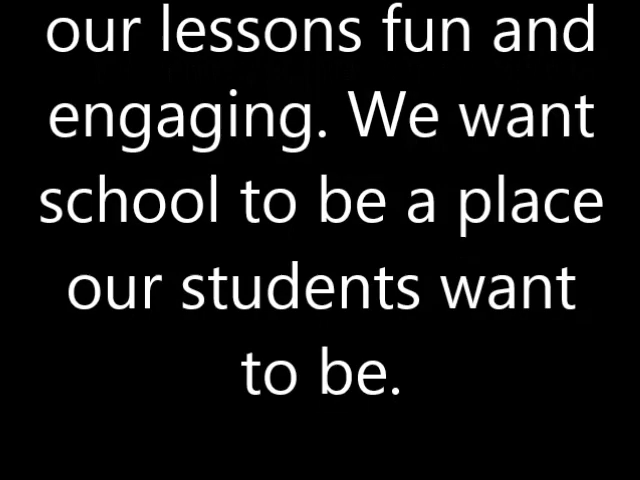 our lessons fun and
engaging. We want
school to be a place
our students want
to be.